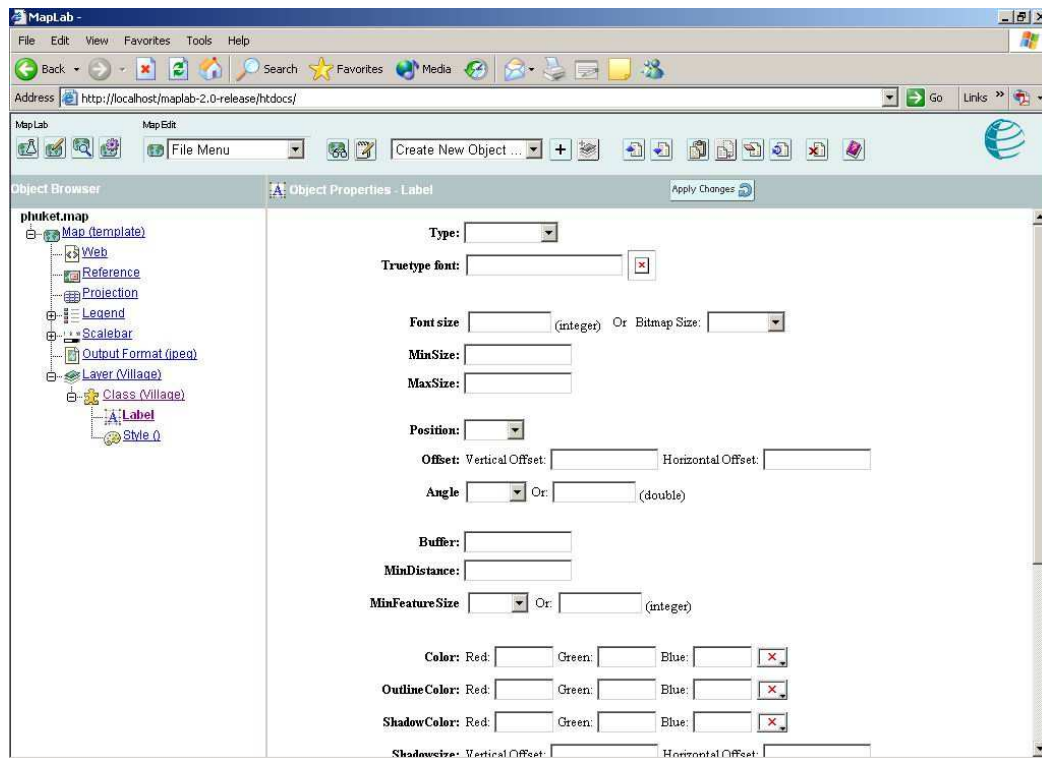 MapLab -
File Edit View Favorites Tools Help
Back Search Favorites Media
Address http://localhost/maplab-2.0-release/htdocs/ Go Links »
MapLab MapEdit
File Menu Create New Object ...
Object Browser
A Object Properties - Label Apply Changes
phuket.map
Map (template)
Web
Reference
Projection
Legend
Scalebar
Output Format (jpeg)
Layer (Village)
Class (Village)
A Label
Style ()
Type:
Truetype font:
Font size (integer) Or Bitmap Size:
MinSize:
MaxSize:
Position:
Offset: Vertical Offset: Horizontal Offset:
Angle Or: (double)
Buffer:
MinDistance:
MinFeatureSize Or: (integer)
Color: Red: Green: Blue:
OutlineColor: Red: Green: Blue:
ShadowColor: Red: Green: Blue:
Shadowsize: Vertical Offset: Horizontal Offset: